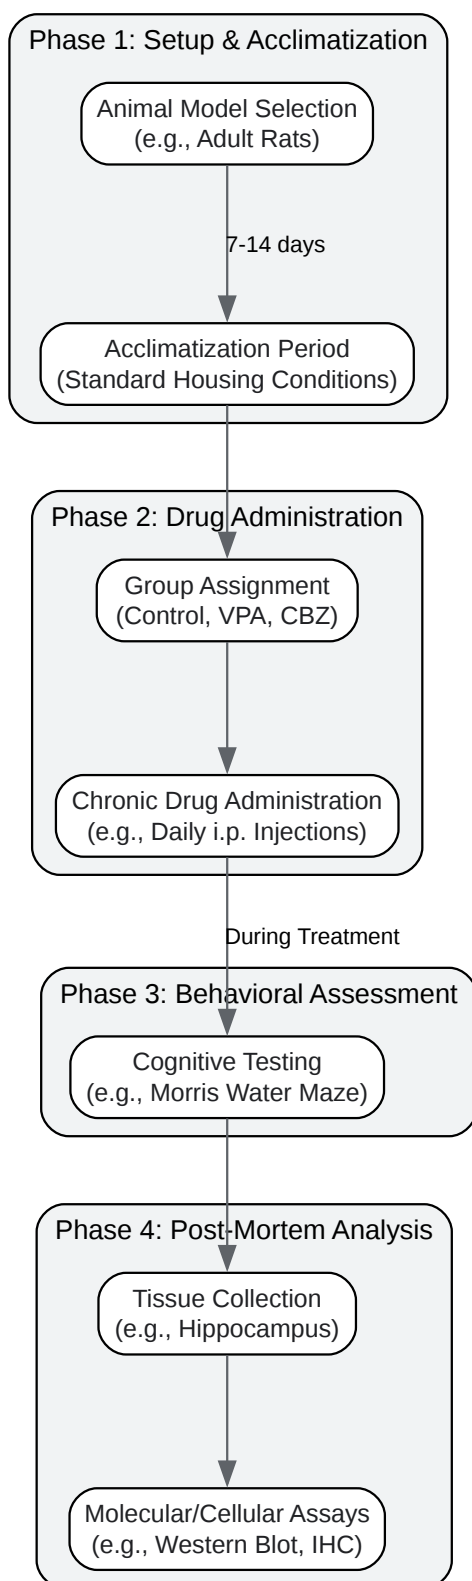 Phase 1: Setup & Acclimatization
Animal Model Selection
(e.g., Adult Rats)
7-14 days
Acclimatization Period
(Standard Housing Conditions)
Phase 2: Drug Administration
Group Assignment
(Control, VPA, CBZ)
Chronic Drug Administration
(e.g., Daily i.p. Injections)
During Treatment
Phase 3: Behavioral Assessment
Cognitive Testing
(e.g., Morris Water Maze)
Phase 4: Post-Mortem Analysis
Tissue Collection
(e.g., Hippocampus)
Molecular/Cellular Assays
(e.g., Western Blot, IHC)